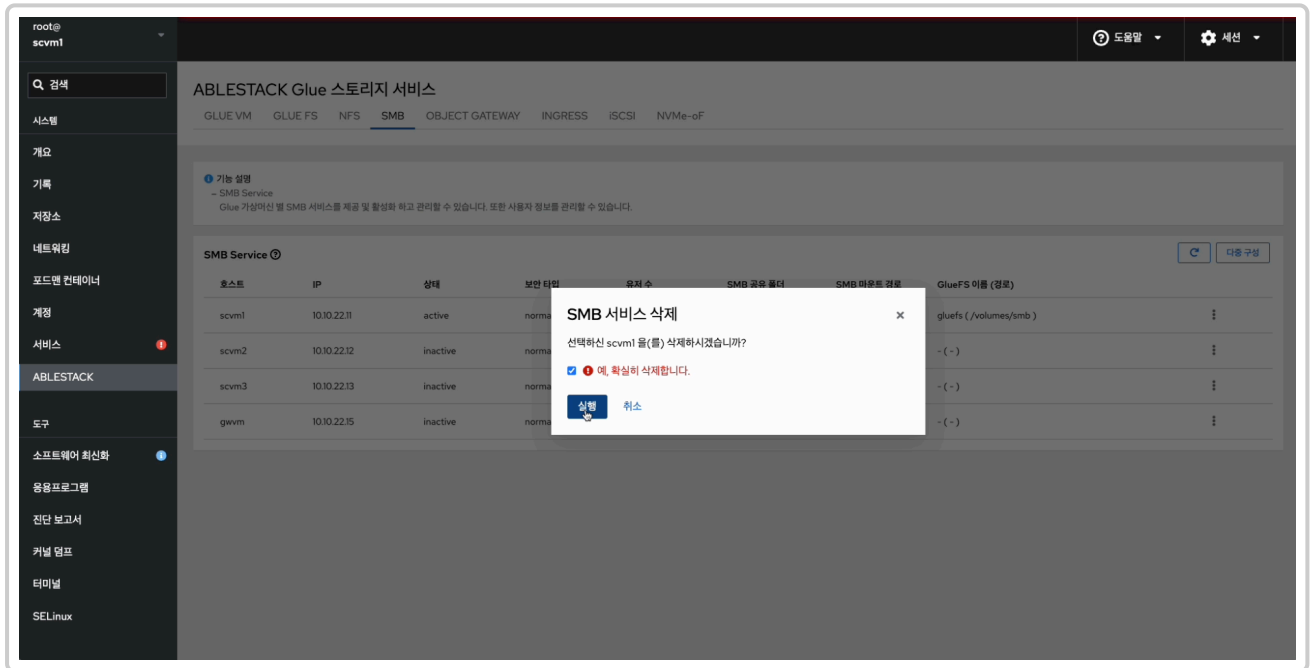 root@
scvm1
도움말
세션
검색
시스템
개요
기록
저장소
네트워킹
포드맨 컨테이너
계정
서비스
ABLESTACK
도구
소프트웨어 최신화
응용프로그램
진단 보고서
커널 덤프
터미널
SELinux
ABLESTACK Glue 스토리지 서비스
GLUE VM GLUE FS NFS SMB OBJECT GATEWAY INGRESS iSCSI NVMe-oF
기능 설명
– SMB Service
Glue 가상머신 별 SMB 서비스를 제공 및 활성화 하고 관리할 수 있습니다. 또한 사용자 정보를 관리할 수 있습니다.
SMB Service
다중 구성
호스트 IP 상태 보안 타입 유저 수 SMB 공유 폴더 SMB 마운트 경로 GlueFS 이름 (경로)
scvm1 10.10.22.11 active norma gluefs ( /volumes/smb )
scvm2 10.10.22.12 inactive norma - ( - )
scvm3 10.10.22.13 inactive norma - ( - )
gwvm 10.10.22.15 inactive norma - ( - )
SMB 서비스 삭제
선택하신 scvm1 을(를) 삭제하시겠습니까?
예, 확실히 삭제합니다.
실행 취소